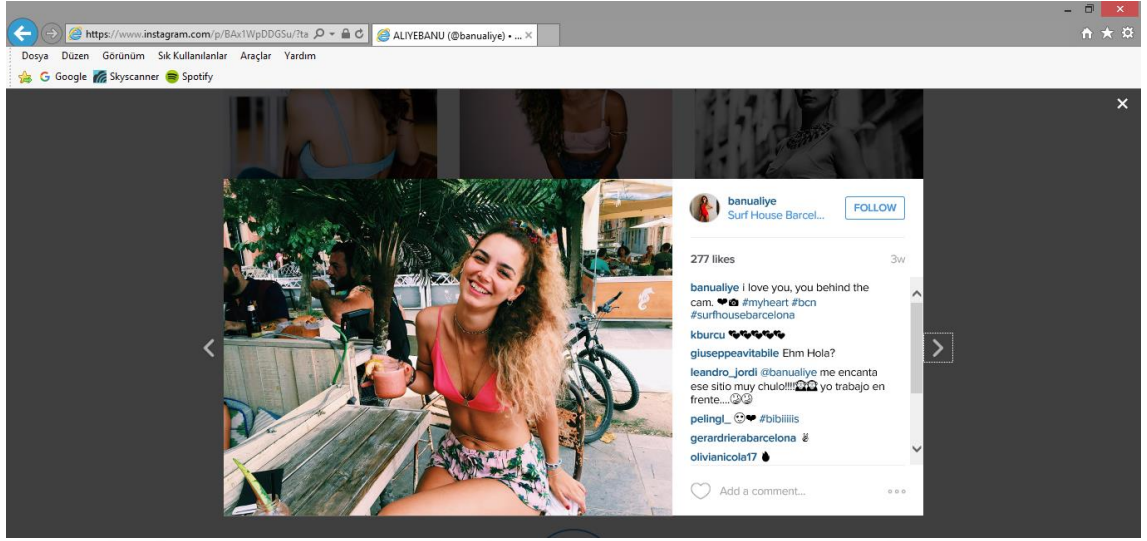 https://www.instagram.com/p/BAx1WpDDGSu/?ta
ALIYEBANU (@banualiye) • ...
Dosya Düzen Görünüm Sık Kullanılanlar Araçlar Yardım
Google Skyscanner Spotify
banualiye
Surf House Barcel...
FOLLOW
277 likes
3w
banualiye i love you, you behind the
cam. ❤📷 #myheart #bcn
#surfhousebarcelona
kburcu
giuseppeavitabile Ehm Hola?
leandro_jordi @banualiye me encanta
ese sitio muy chulo!!!! yo trabajo en
frente....
pelingl_ #bibiiiiis
gerardrierabarcelona ✌
olivianicola17 🔥
Add a comment...